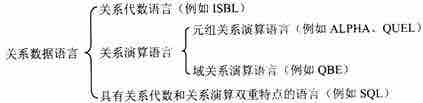 关系代数语言（例如 ISBL）
元组关系演算语言（例如 ALPHA、QUEL）
关系数据语言
关系演算语言
域关系演算语言（例如 QBE）
具有关系代数和关系演算双重特点的语言（例如 SQL）